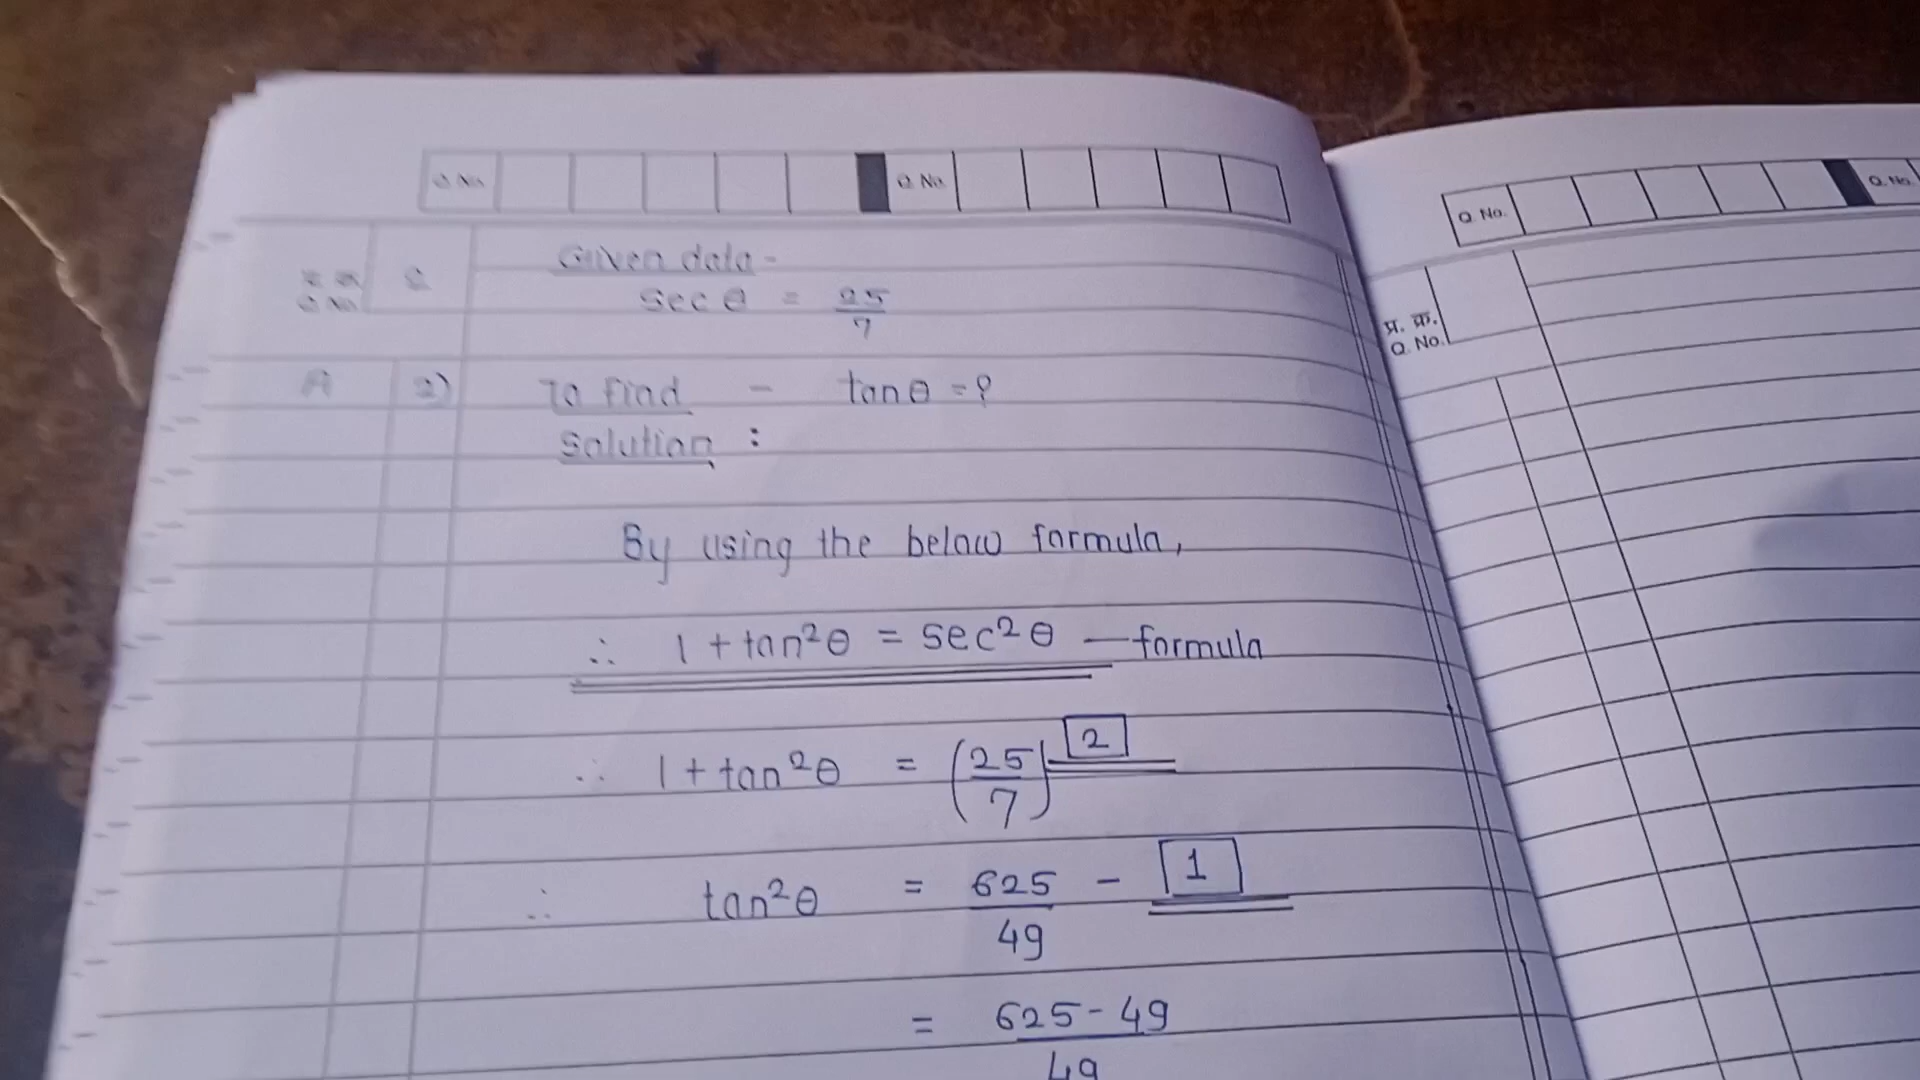 Q. No. Q. No.
Given data -
sec θ = 25/7
A 2) To find - tan θ = ?
Solution :
By using the below formula,
∴ 1 + tan²θ = sec²θ — formula
∴ 1 + tan²θ = (25/7)^2
∴ tan²θ = 625/49 - 1
= 625 - 49/49
Q. No. Q. No.
प्र. क्र.
Q. No.